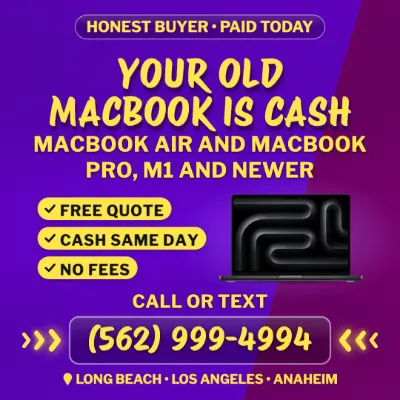 HONEST BUYER • PAID TODAY
YOUR OLD
MACBOOK IS CASH
MACBOOK AIR AND MACBOOK
PRO, M1 AND NEWER
✓ FREE QUOTE
✓ CASH SAME DAY
✓ NO FEES
CALL OR TEXT
(562) 999-4994
LONG BEACH • LOS ANGELES • ANAHEIM